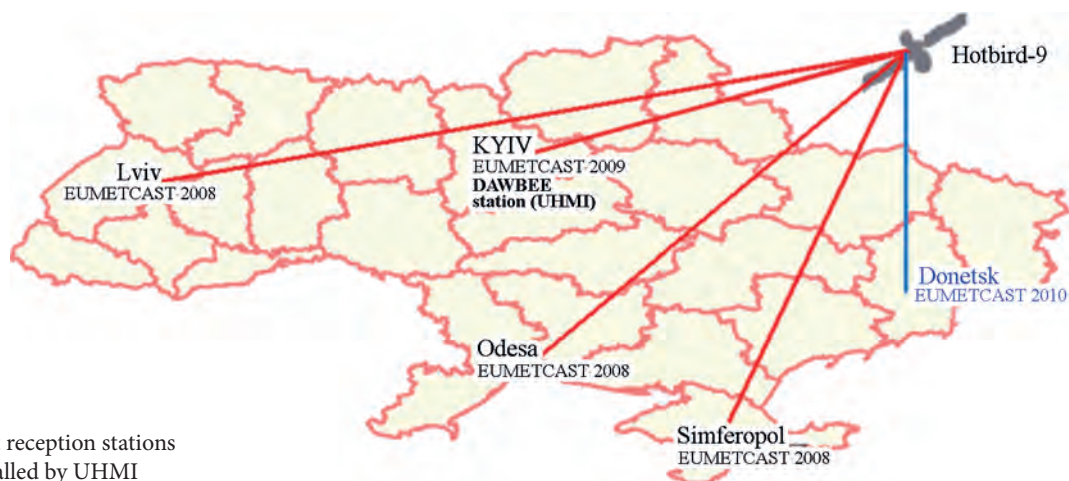 Hotbird-9
KYIV
EUMETCAST 2009
DAWBEE
station (UHMI)
Lviv
EUMETCAST 2008
Donetsk
EUMETCAST 2010
Odesa
EUMETCAST 2008
Simferopol
EUMETCAST 2008
reception stations
by UHMI